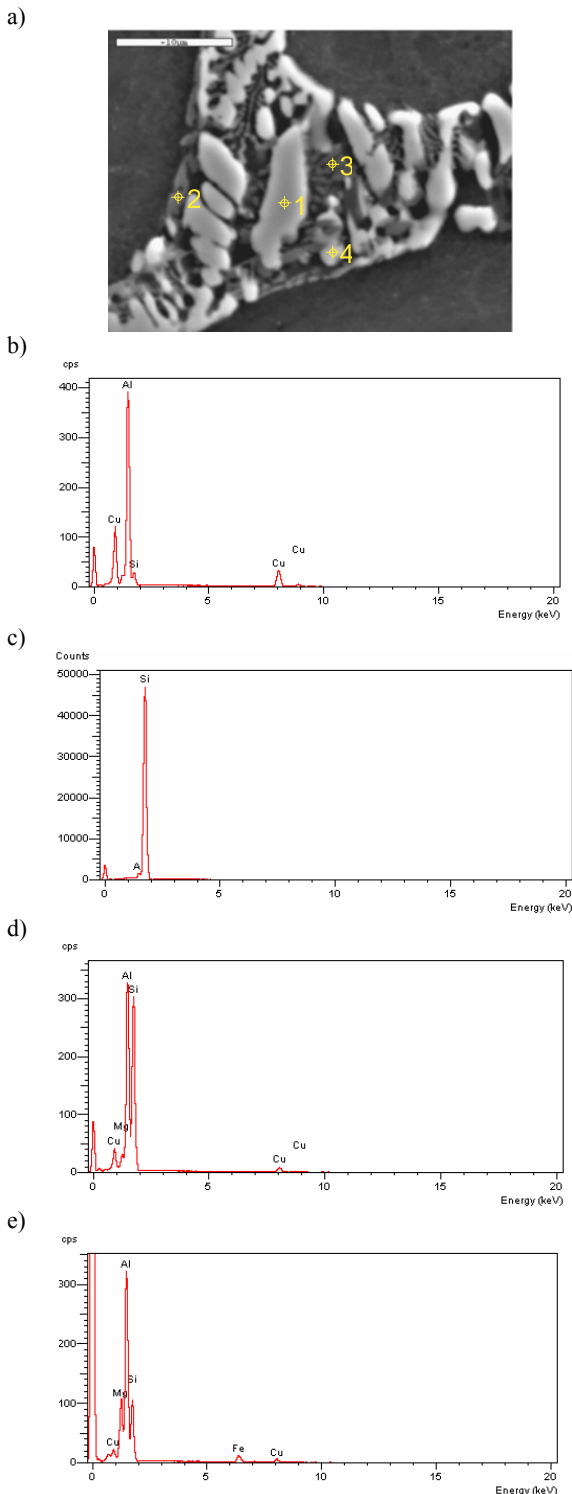 a)
10µm
3
2
1
4
b)
cps
Al
400
300
200
Cu
100
Si
Cu
Cu
0
0 5 10 15 20
Energy (keV)
c)
Counts
Si
50000
40000
30000
20000
10000
A
0
0 5 10 15 20
Energy (keV)
d)
cps
Al
Si
300
200
100
Mg
Cu
Cu
Cu
0
0 5 10 15 20
Energy (keV)
e)
cps
Al
300
200
Si
Mg
100
Cu
Fe
Cu
0
0 5 10 15 20
Energy (keV)